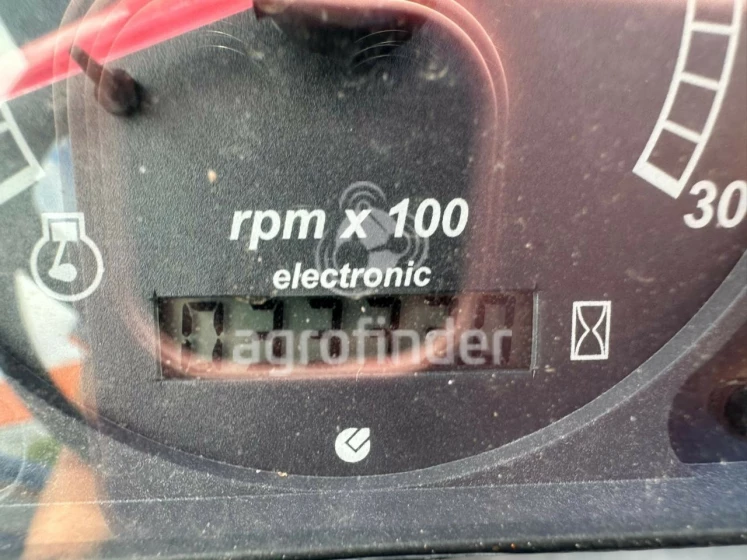 30
rpm x 100
electronic
agrofinder